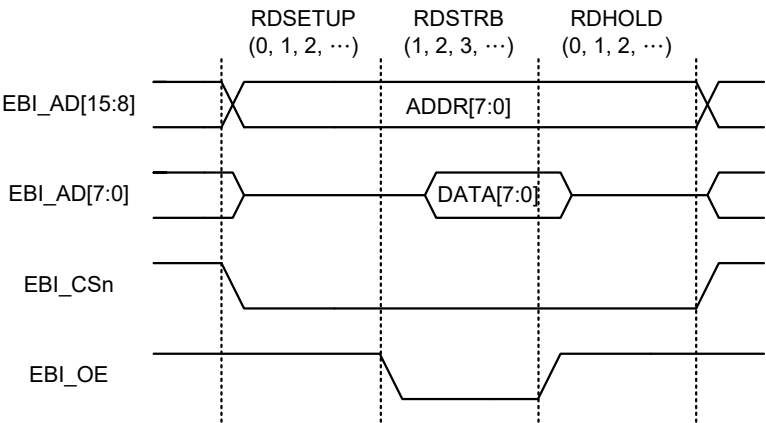 RDSETUP RDSTRB RDHOLD
(0, 1, 2, ⋯) (1, 2, 3, ⋯) (0, 1, 2, ⋯)
EBI_AD[15:8] ADDR[7:0]
EBI_AD[7:0] DATA[7:0]
EBI_CSn
EBI_OE